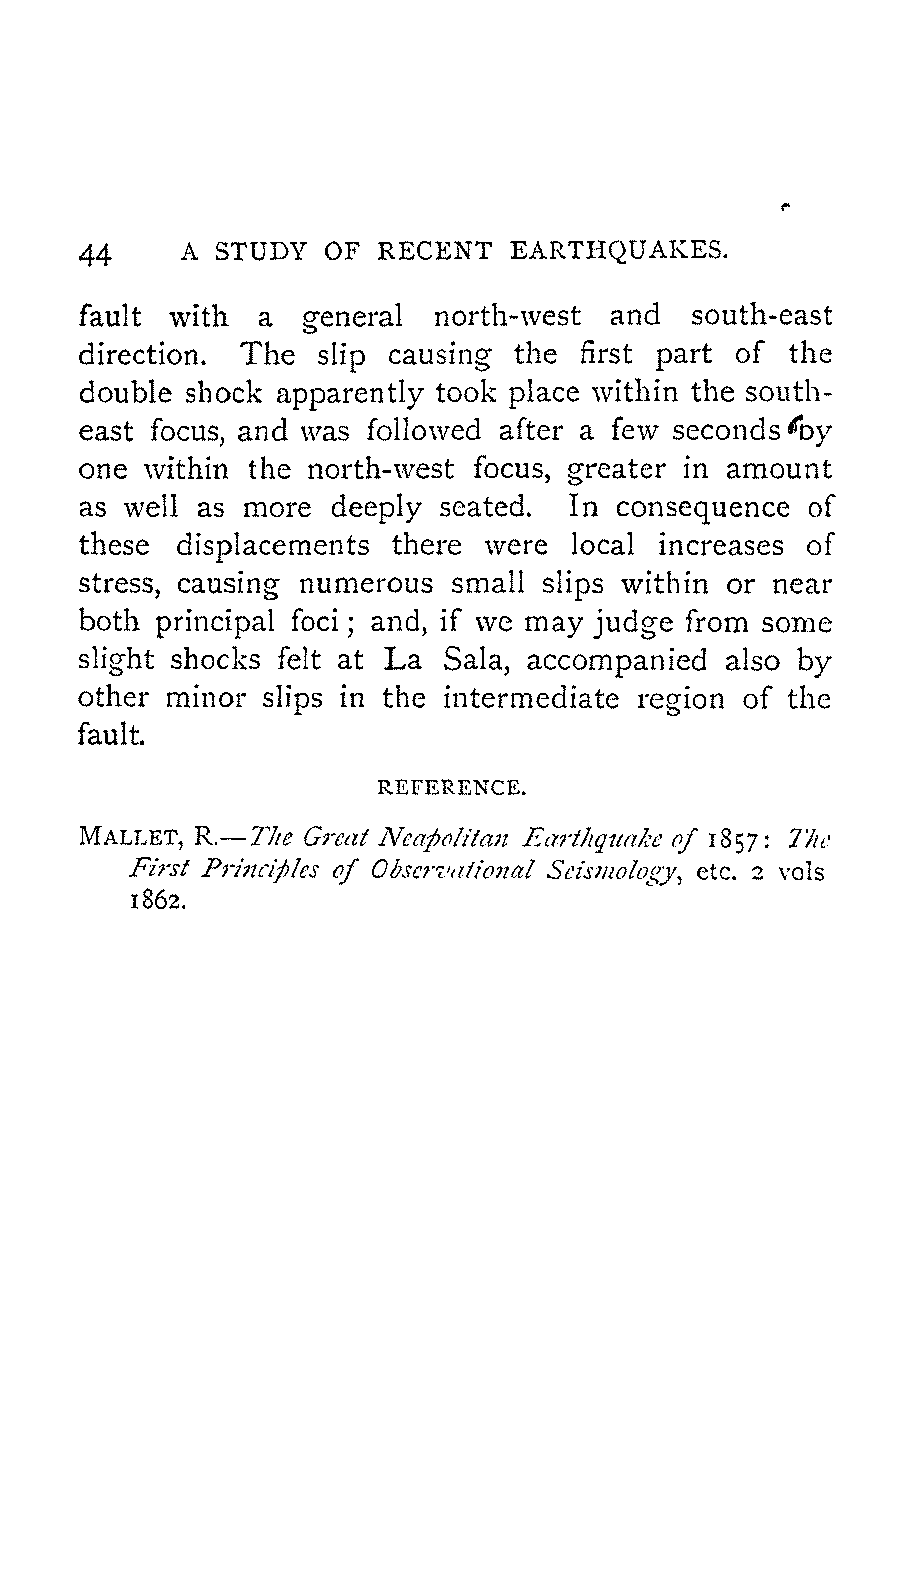 44 A STUDY OF RECENT EARTHQUAKES.
fault with a general north-west and south-east
direction. The slip causing the first part of the
double shock apparently took place within the south-
east focus, and was followed after a few seconds by
one within the north-west focus, greater in amount
as well as more deeply seated. In consequence of
these displacements there were local increases of
stress, causing numerous small slips within or near
both principal foci; and, if we may judge from some
slight shocks felt at La Sala, accompanied also by
other minor slips in the intermediate region of the
fault.
REFERENCE.
MALLET, R.—The Great Neapolitan Earthquake of 1857: The
First Principles of Observational Seismology, etc. 2 vols
1862.